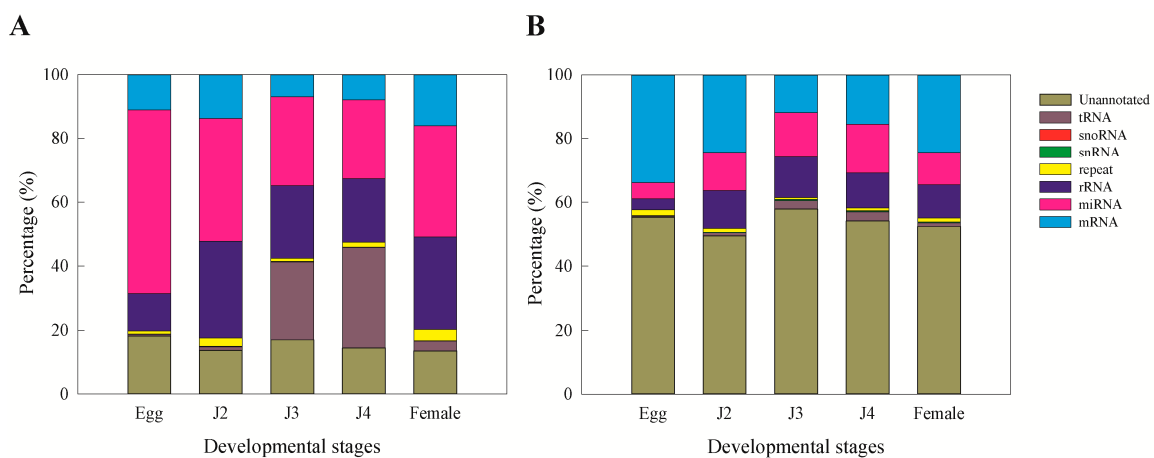 A
B
100
80
60
40
20
0
Percentage (%)
Egg J2 J3 J4 Female
Developmental stages
100
80
60
40
20
0
Percentage (%)
Egg J2 J3 J4 Female
Developmental stages
Unannotated
tRNA
snoRNA
snRNA
repeat
rRNA
miRNA
mRNA